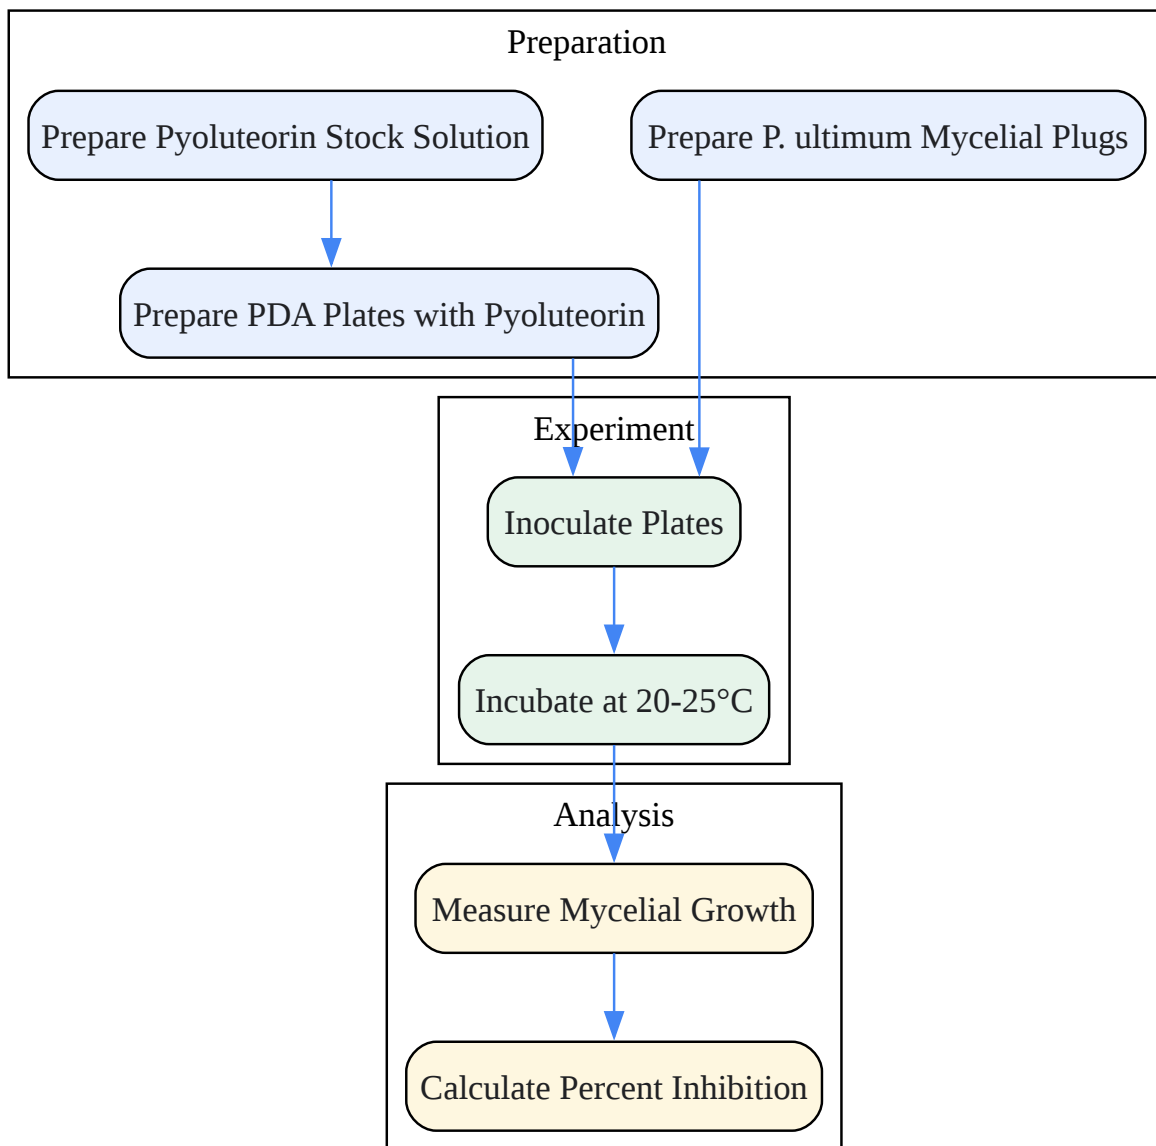 Preparation
Prepare Pyoluteorin Stock Solution
Prepare P. ultimum Mycelial Plugs
Prepare PDA Plates with Pyoluteorin
Experiment
Inoculate Plates
Incubate at 20-25°C
Analysis
Measure Mycelial Growth
Calculate Percent Inhibition